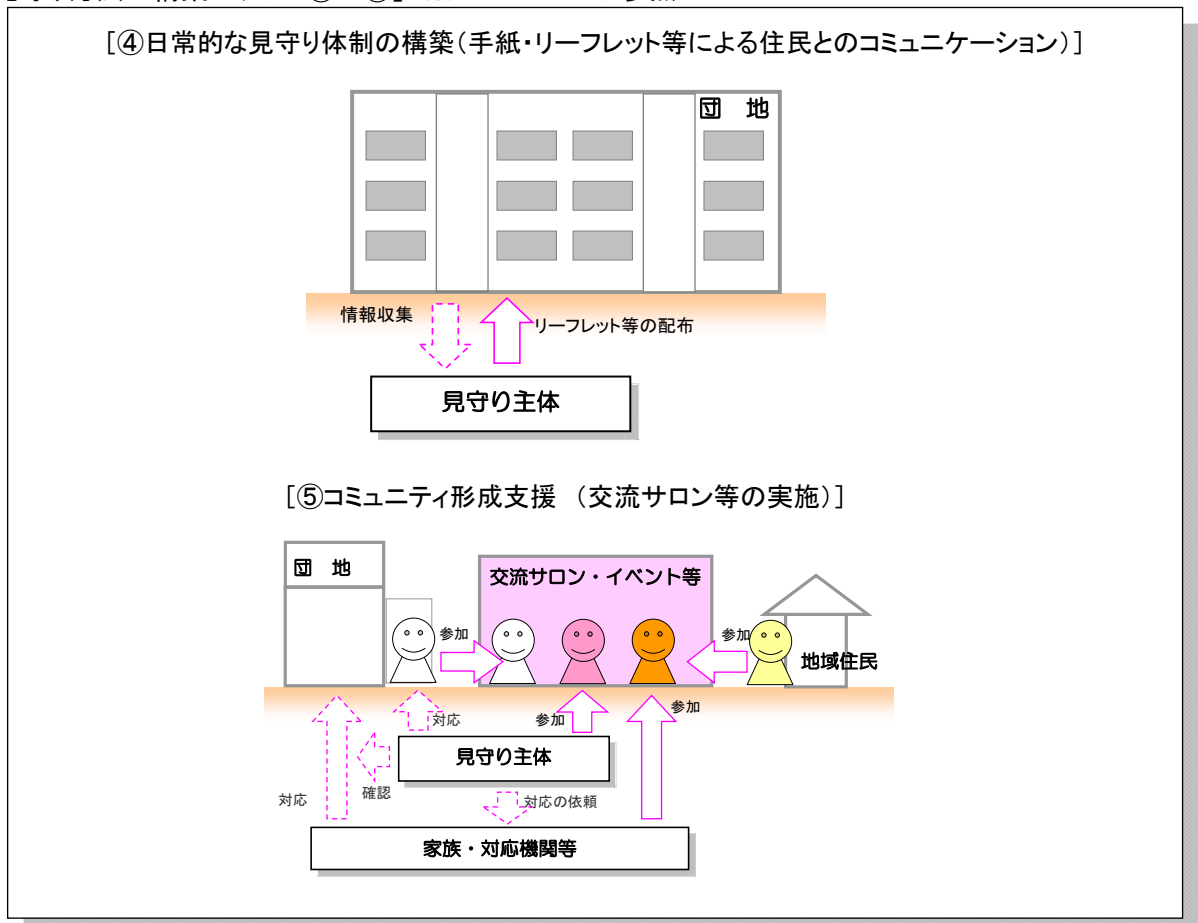 [④日常的な見守り体制の構築(手紙・リーフレット等による住民とのコミュニケーション)]
団 地
情報収集
リーフレット等の配布
見守り主体
[⑤コミュニティ形成支援 (交流サロン等の実施)]
団 地
交流サロン・イベント等
参加
参加
地域住民
対応
参加
参加
見守り主体
確認
対応
対応の依頼
家族・対応機関等